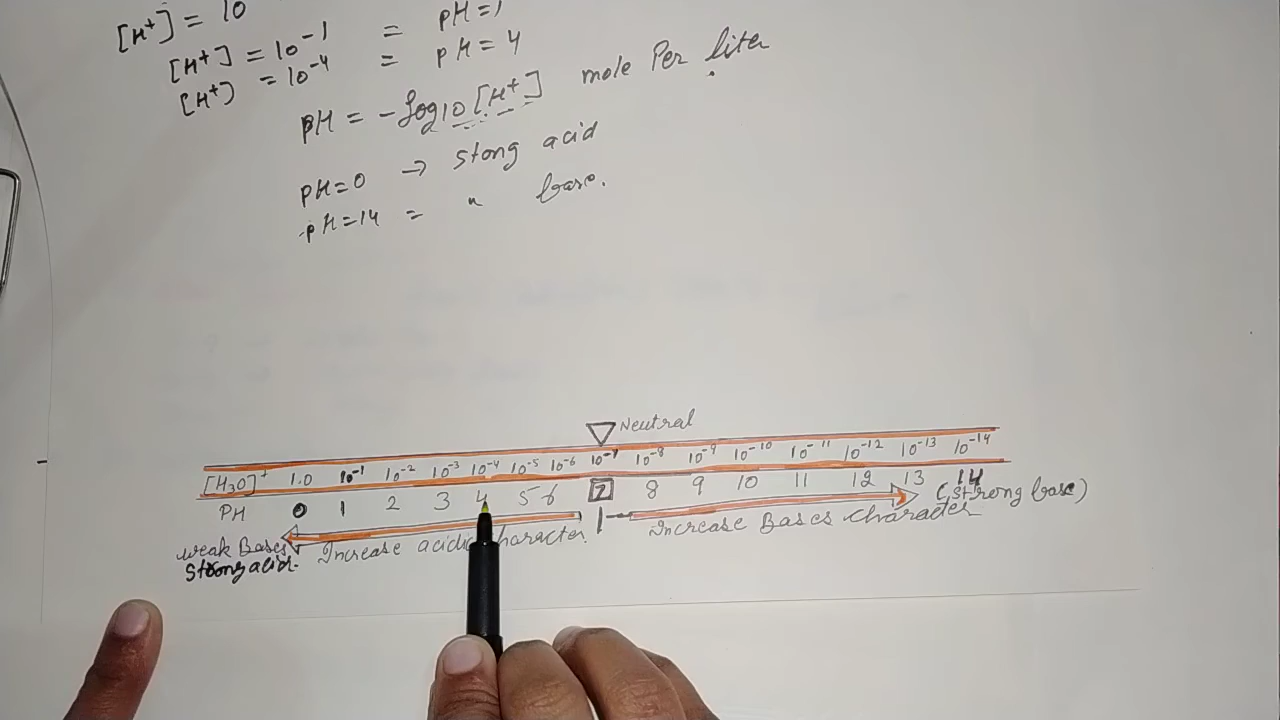 [H⁺] = 10
[H⁺] = 10⁻¹ = pH = 1
[H⁺] = 10⁻⁴ = pH = 4
pH = -log10 [H⁺] mole Per liter
pH=0 → stong acid
pH=14 = " base.
Neutral
[H₃O]⁺ 1.0 10⁻¹ 10⁻² 10⁻³ 10⁻⁴ 10⁻⁵ 10⁻⁶ 10⁻⁷ 10⁻⁸ 10⁻⁹ 10⁻¹⁰ 10⁻¹¹ 10⁻¹² 10⁻¹³ 10⁻¹⁴
PH 0 1 2 3 4 5 6 7 8 9 10 11 12 13 14
(Strong base)
weak Bases Increase acidic character. Increase Bases character
Strong acid.